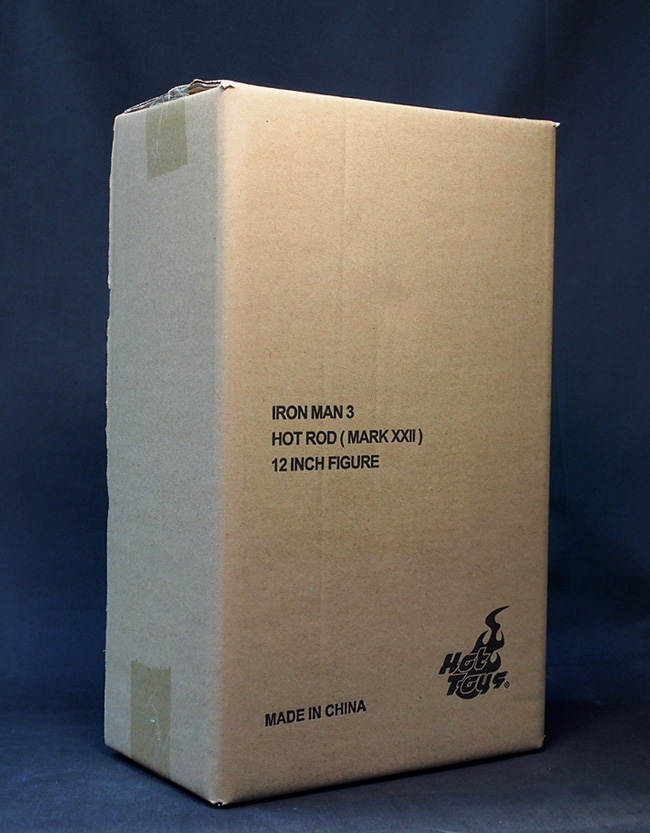 IRON MAN 3
HOT ROD ( MARK XXII )
12 INCH FIGURE
Hot
Toys®
MADE IN CHINA